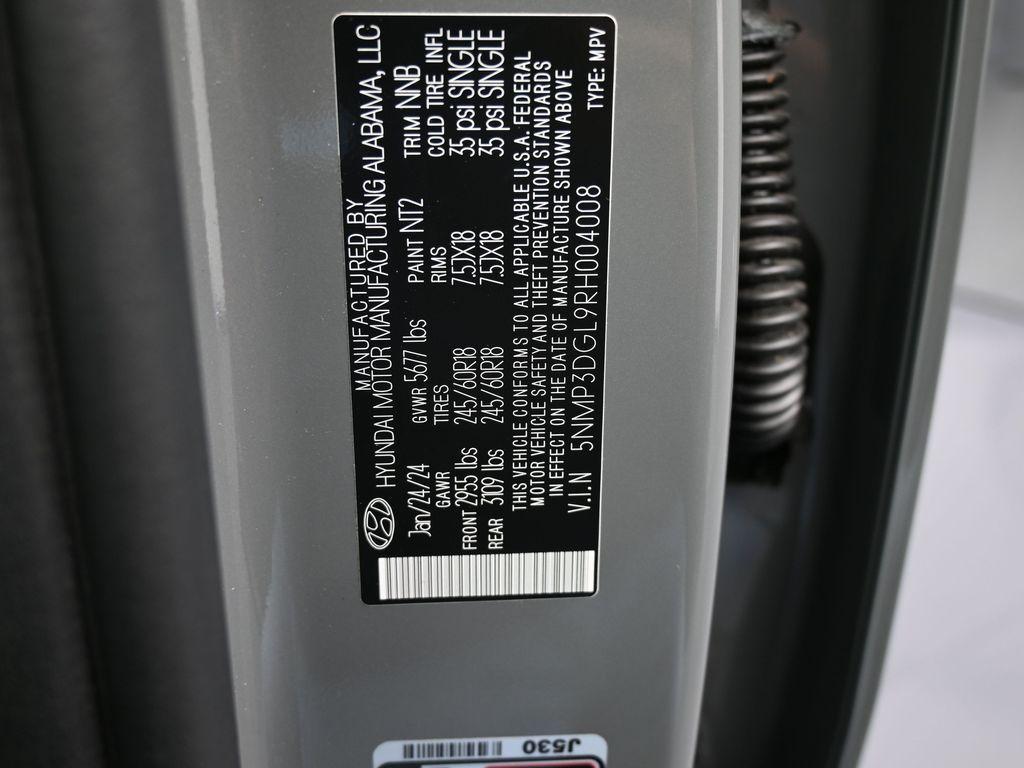 MANUFACTURED BY
HYUNDAI MOTOR MANUFACTURING ALABAMA, LLC
Jan/24/24 GVWR 5677 lbs PAINT NT2 TRIM NNB
GAWR TIRES RIMS COLD TIRE INFL
FRONT 2955 lbs 245/60R18 7.5JX18 35 psi SINGLE
REAR 3109 lbs 245/60R18 7.5JX18 35 psi SINGLE
THIS VEHICLE CONFORMS TO ALL APPLICABLE U.S.A. FEDERAL
MOTOR VEHICLE SAFETY AND THEFT PREVENTION STANDARDS
IN EFFECT ON THE DATE OF MANUFACTURE SHOWN ABOVE
V.I.N 5NMP3DGL9RH004008 TYPE: MPV
J530